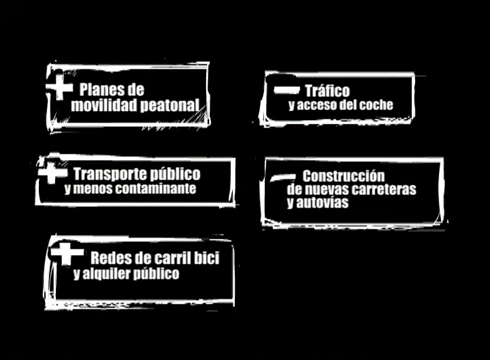 + Planes de
movilidad peatonal
+ Transporte público
y menos contaminante
+ Redes de carril bici
y alquiler público
- Tráfico
y acceso del coche
- Construcción
de nuevas carreteras
y autovías